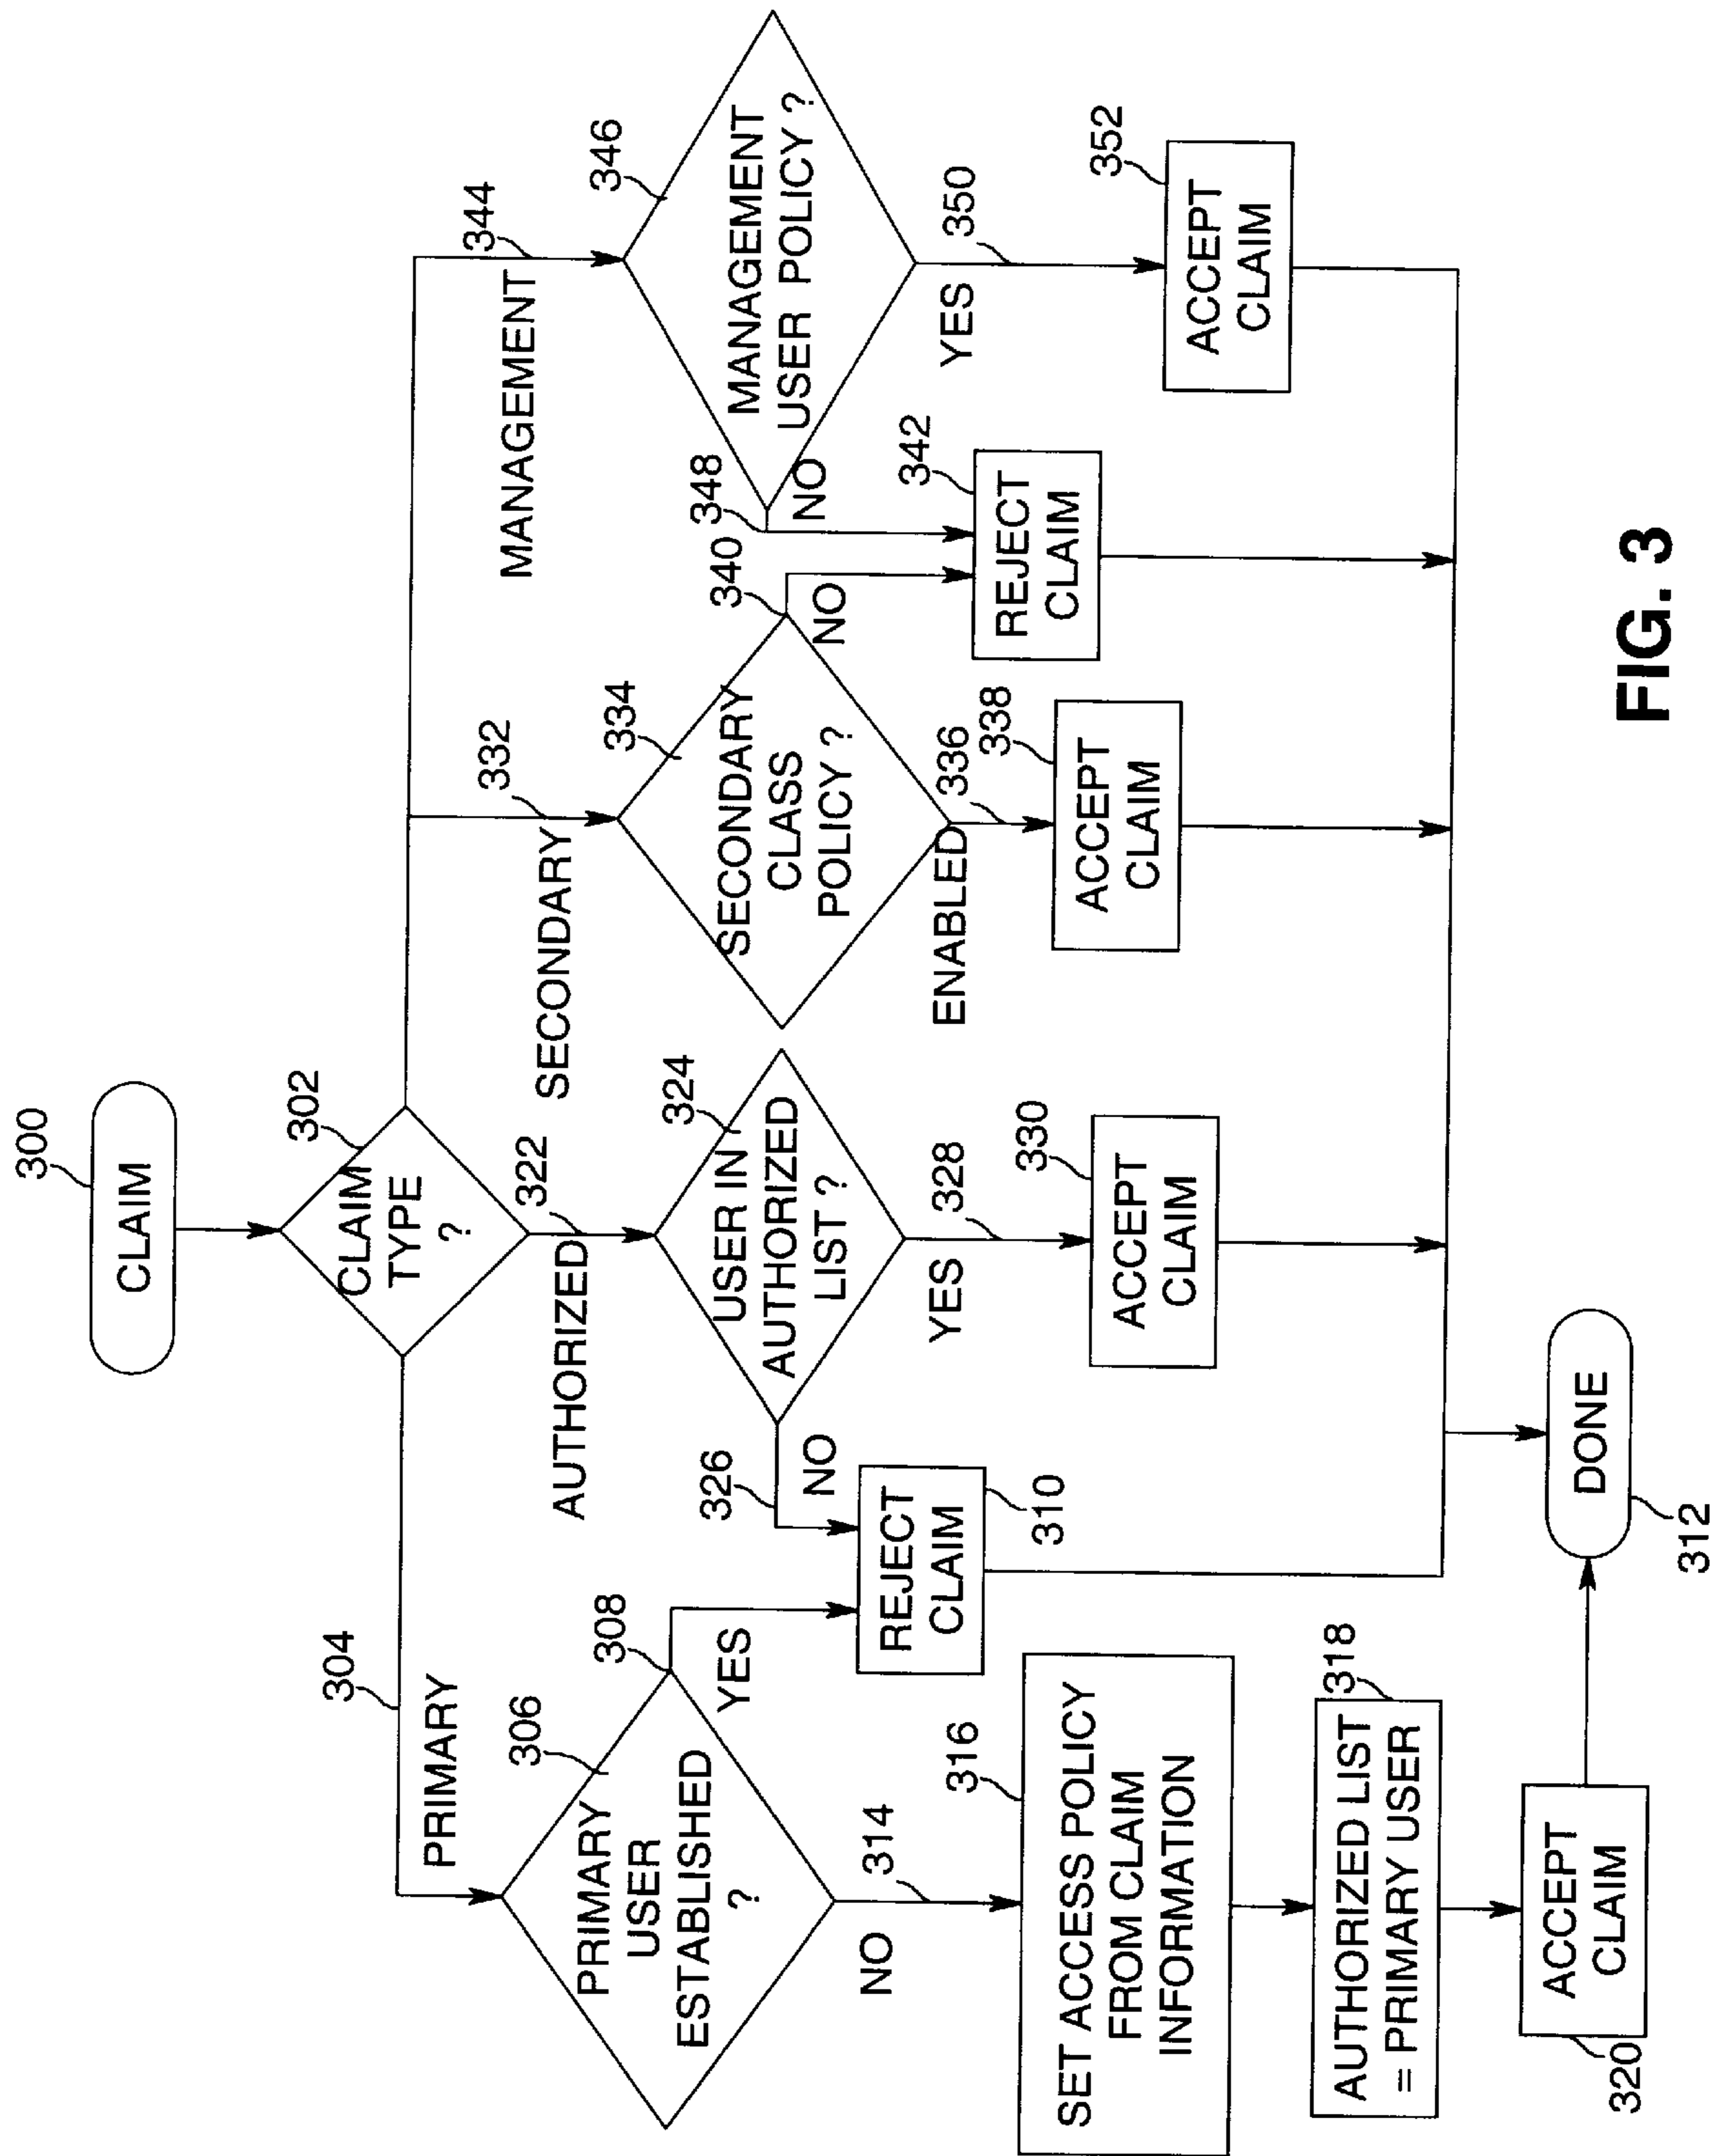 300
CLAIM
302
CLAIM
TYPE
?
304
PRIMARY
322
AUTHORIZED
332
SECONDARY
344
MANAGEMENT
306
PRIMARY
USER
ESTABLISHED
?
308
YES
314
NO
324
USER IN
AUTHORIZED
LIST ?
326
NO
328
YES
334
SECONDARY
CLASS
POLICY ?
340
NO
336
ENABLED
346
MANAGEMENT
USER POLICY ?
348
NO
350
YES
316
SET ACCESS POLICY
FROM CLAIM
INFORMATION
310
REJECT
CLAIM
330
ACCEPT
CLAIM
338
ACCEPT
CLAIM
342
REJECT
CLAIM
352
ACCEPT
CLAIM
318
AUTHORIZED LIST
= PRIMARY USER
320
ACCEPT
CLAIM
DONE
312
FIG. 3